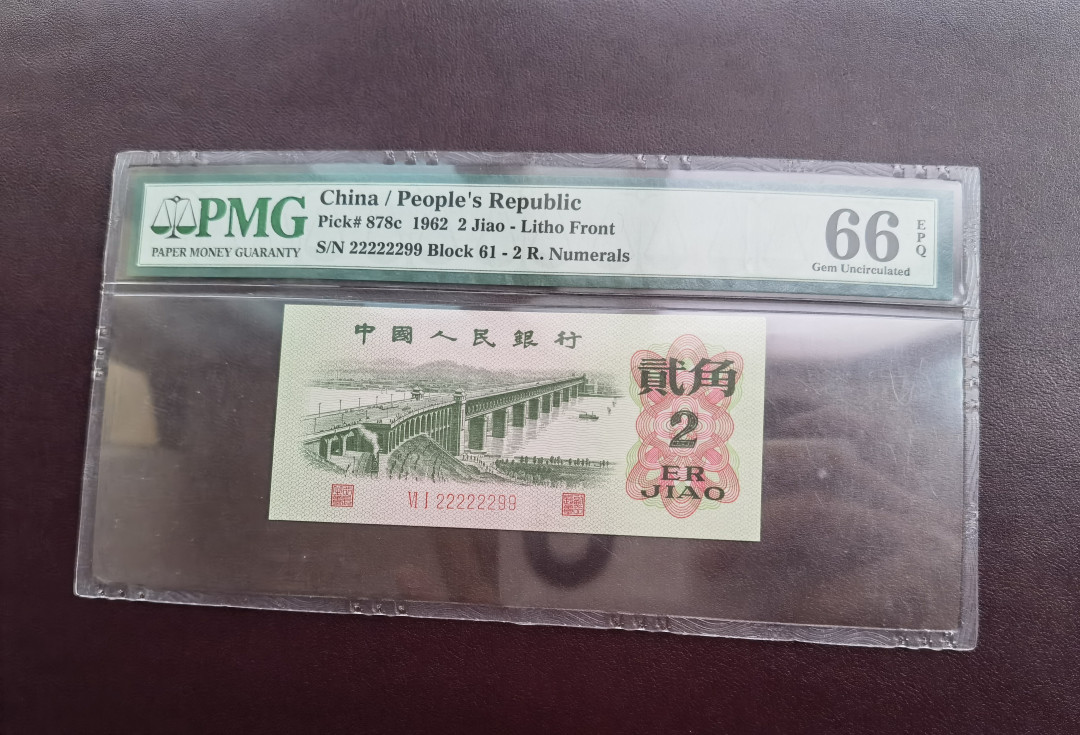 PMG
PAPER MONEY GUARANTY
China / People's Republic
Pick# 878c 1962 2 Jiao - Litho Front
S/N 22222299 Block 61 - 2 R. Numerals
66
EPQ
Gem Uncirculated
中國人民銀行
貳角
2
ER
JIAO
VI I 22222299